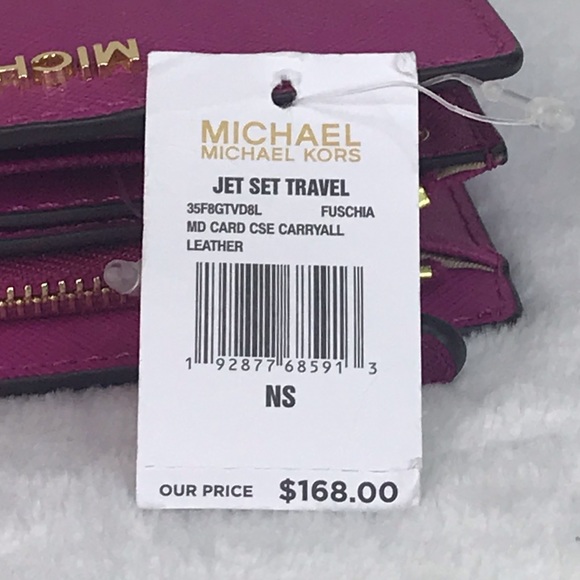 MICHAEL
MICHAEL
MICHAEL KORS
JET SET TRAVEL
35F8GTVD8L FUSCHIA
MD CARD CSE CARRYALL
LEATHER
1 92877 68591 3
NS
OUR PRICE $168.00